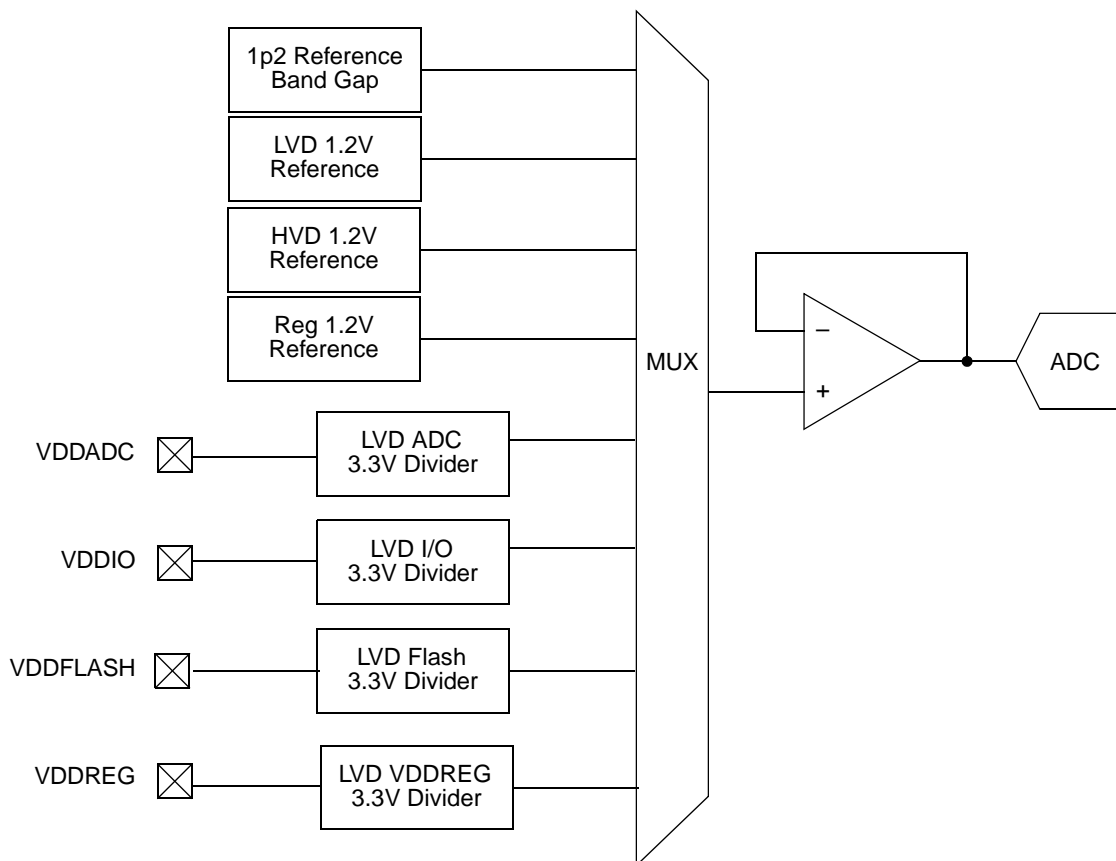 1p2 Reference
Band Gap
LVD 1.2V
Reference
HVD 1.2V
Reference
Reg 1.2V
Reference
MUX
−
+
ADC
VDDADC
LVD ADC
3.3V Divider
VDDIO
LVD I/O
3.3V Divider
VDDFLASH
LVD Flash
3.3V Divider
VDDREG
LVD VDDREG
3.3V Divider